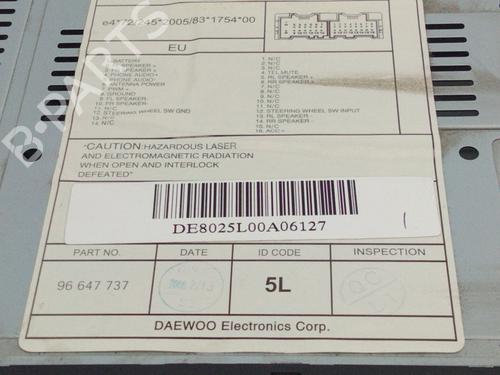 e4*72/245*2005/83*1754*00
EU
1. BATTERY
2. FL SPEAKER+
3. FR SPEAKER+
4. PHONE AUDIO+
5. PHONE AUDIO-
6. ANTENNA POWER
7. PWM
8. GROUND
9. FL SPEAKER-
10. FR SPEAKER-
11. N/C
12. STEERING WHEEL SW GND
13. N/C
14. N/C
1. N/C
2. N/C
3. N/C
4. TEL MUTE
5. RL SPEAKER+
6. RR SPEAKER+
7. N/C
8. N/C
9. N/C
10. N/C
11. N/C
12. STEERING WHEEL SW INPUT
13. RL SPEAKER-
14. RR SPEAKER-
15. N/C
16. ACC+
"CAUTION:HAZARDOUS LASER
AND ELECTROMAGNETIC RADIATION
WHEN OPEN AND INTERLOCK
DEFEATED"
DE8025L00A06127
PART NO. DATE ID CODE INSPECTION
96 647 737 5L
DAEWOO Electronics Corp.
B-PARTS